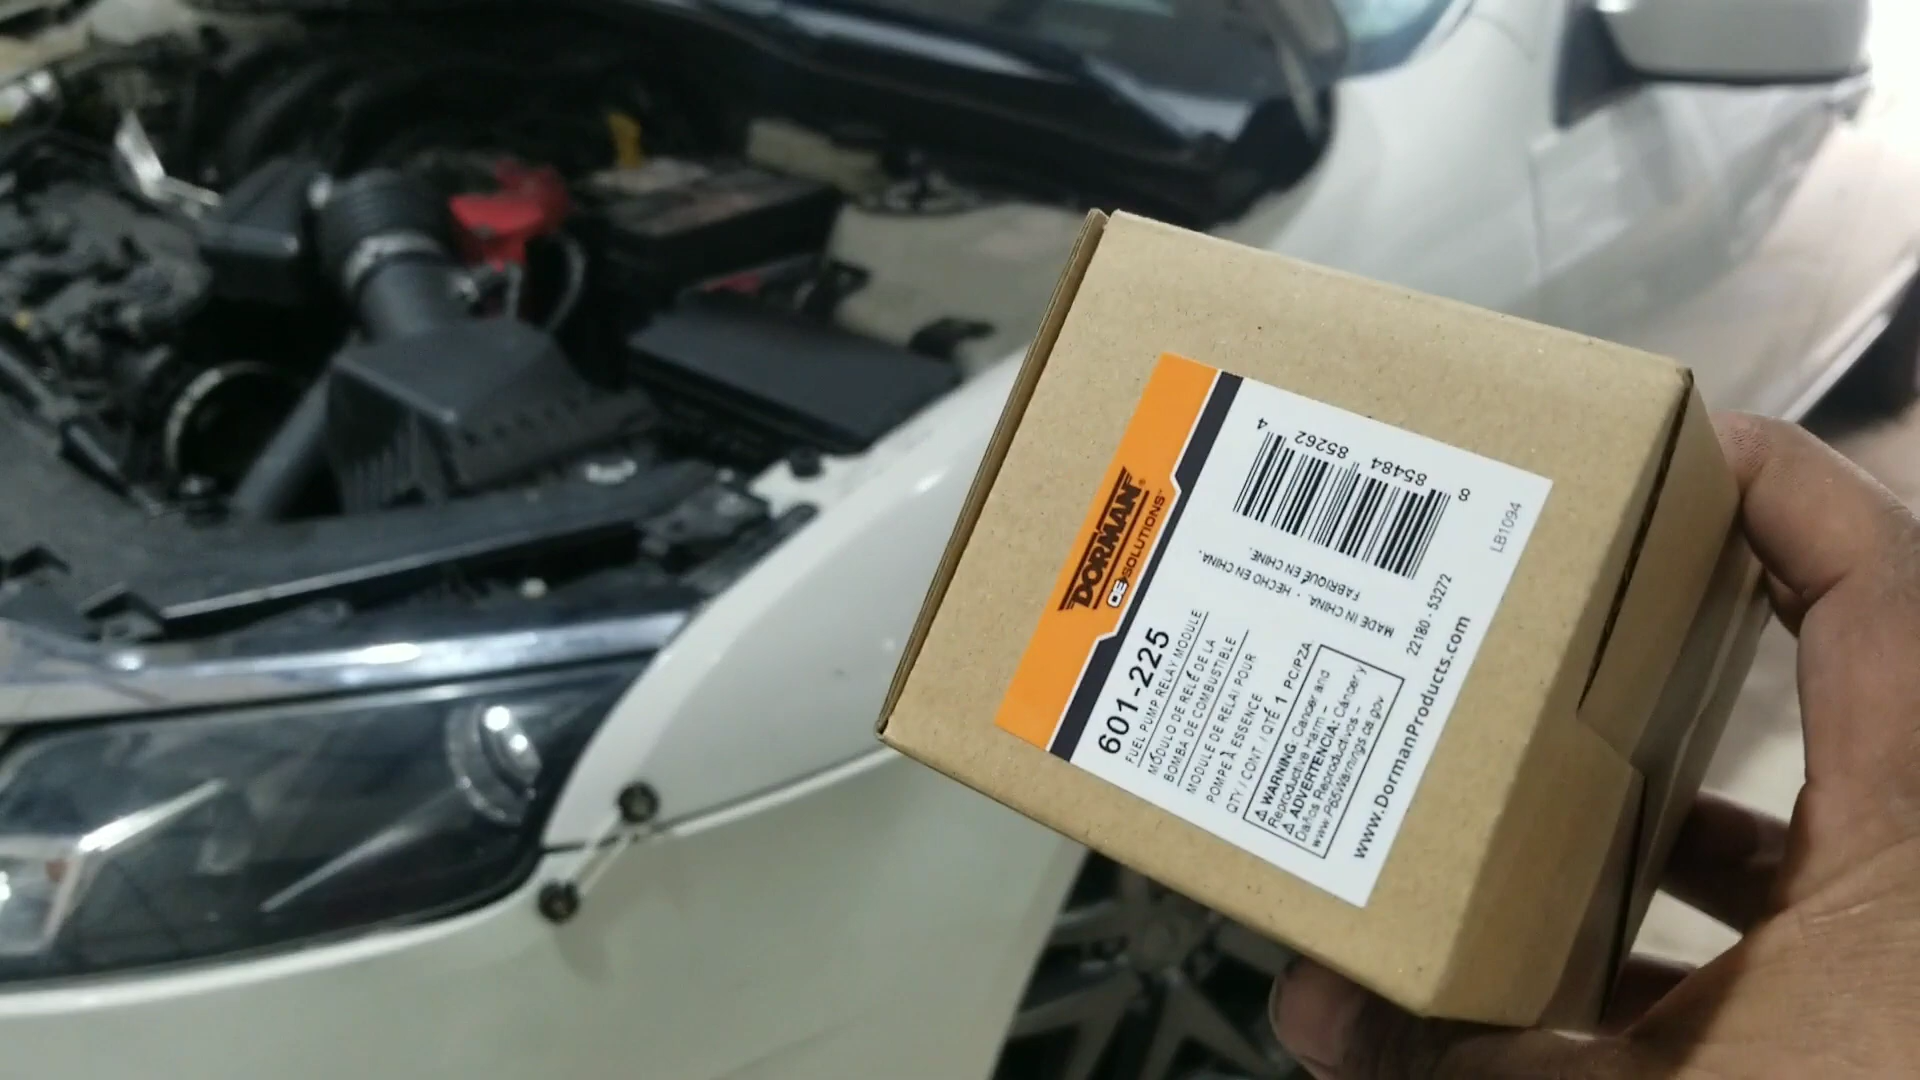 DORMAN®
OE SOLUTIONS™
601-225
FUEL PUMP RELAY MODULE
MÓDULO DE RELÉ DE LA
BOMBA DE COMBUSTIBLE
MODULE DE RELAI POUR
POMPE À ESSENCE
QTY / CONT. / QTÉ 1 PC/PZA
⚠ WARNING: Cancer and
Reproductive Harm –
⚠ ADVERTENCIA: Cáncer y
Daños Reproductivos –
www.P65Warnings.ca.gov
www.DormanProducts.com
8 85484 85262 4
MADE IN CHINA. · HECHO EN CHINA.
FABRIQUÉ EN CHINE.
22180 - 53272
LB1094